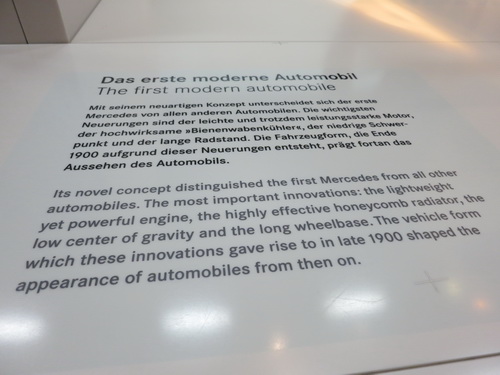 Das erste moderne Automobil
The first modern automobile
Mit seinem neuartigen Konzept unterscheidet sich der erste
Mercedes von allen anderen Automobilen. Die wichtigsten
Neuerungen sind der leichte und trotzdem leistungsstarke Motor,
der hochwirksame »Bienenwabenkühler«, der niedrige Schwer-
punkt und der lange Radstand. Die Fahrzeugform, die Ende
1900 aufgrund dieser Neuerungen entsteht, prägt fortan das
Aussehen des Automobils.
Its novel concept distinguished the first Mercedes from all other
automobiles. The most important innovations: the lightweight
yet powerful engine, the highly effective honeycomb radiator, the
low center of gravity and the long wheelbase. The vehicle form
which these innovations gave rise to in late 1900 shaped the
appearance of automobiles from then on.